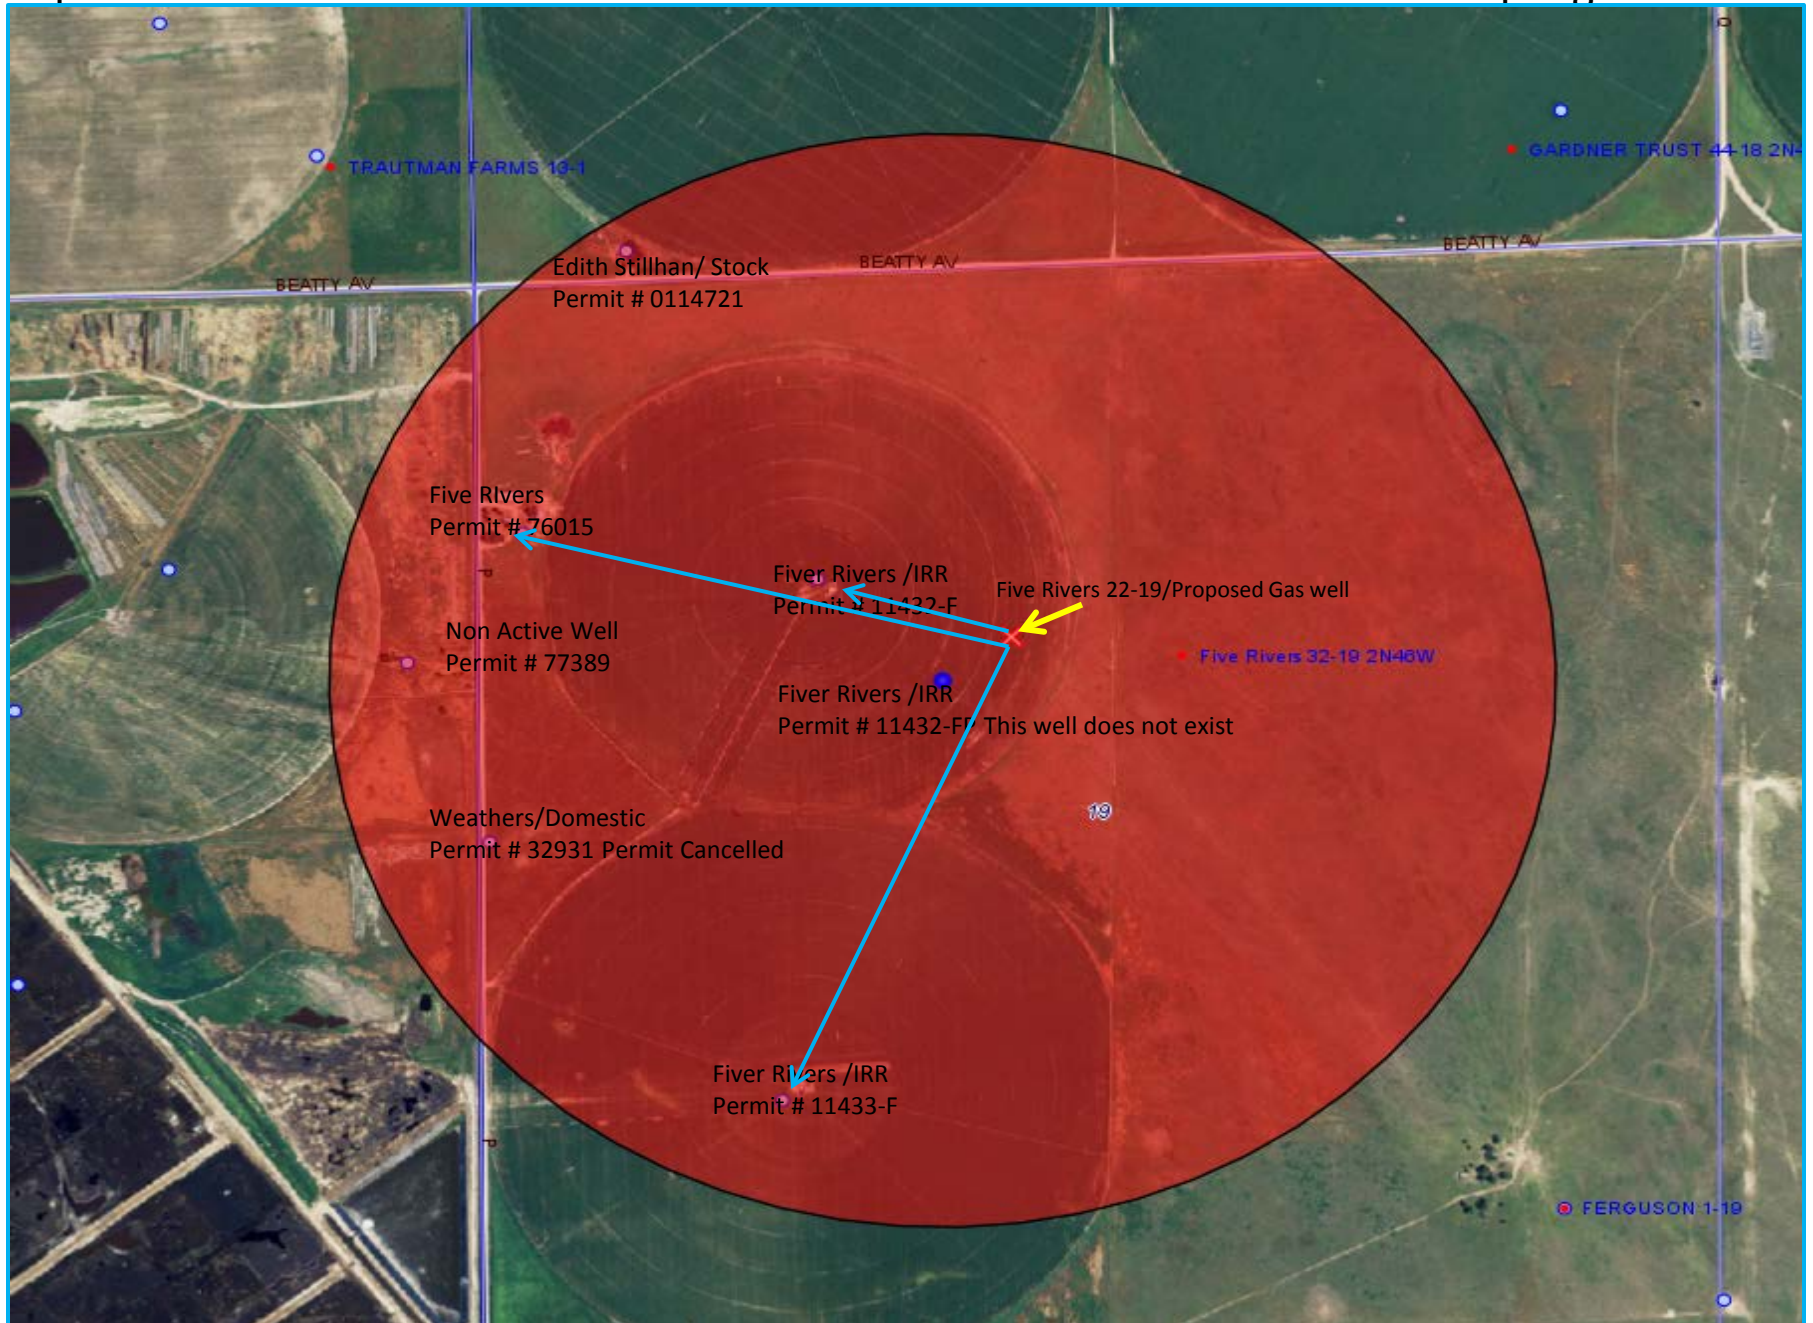 TRAUTMAN FARMS 13-1
GARDNER TRUST 44-18 2N-
BEATTY AV
BEATTY AV
BEATTY AV
Edith Stillhan/ Stock
Permit # 0114721
Five RIvers
Permit # 76015
P
Fiver Rivers /IRR
Permit # 11432-F
Five Rivers 22-19/Proposed Gas well
Non Active Well
Permit # 77389
Five Rivers 32-19 2N46W
Fiver Rivers /IRR
Permit # 11432-FP This well does not exist
19
Weathers/Domestic
Permit # 32931 Permit Cancelled
Fiver Rivers /IRR
Permit # 11433-F
P
FERGUSON 1-19